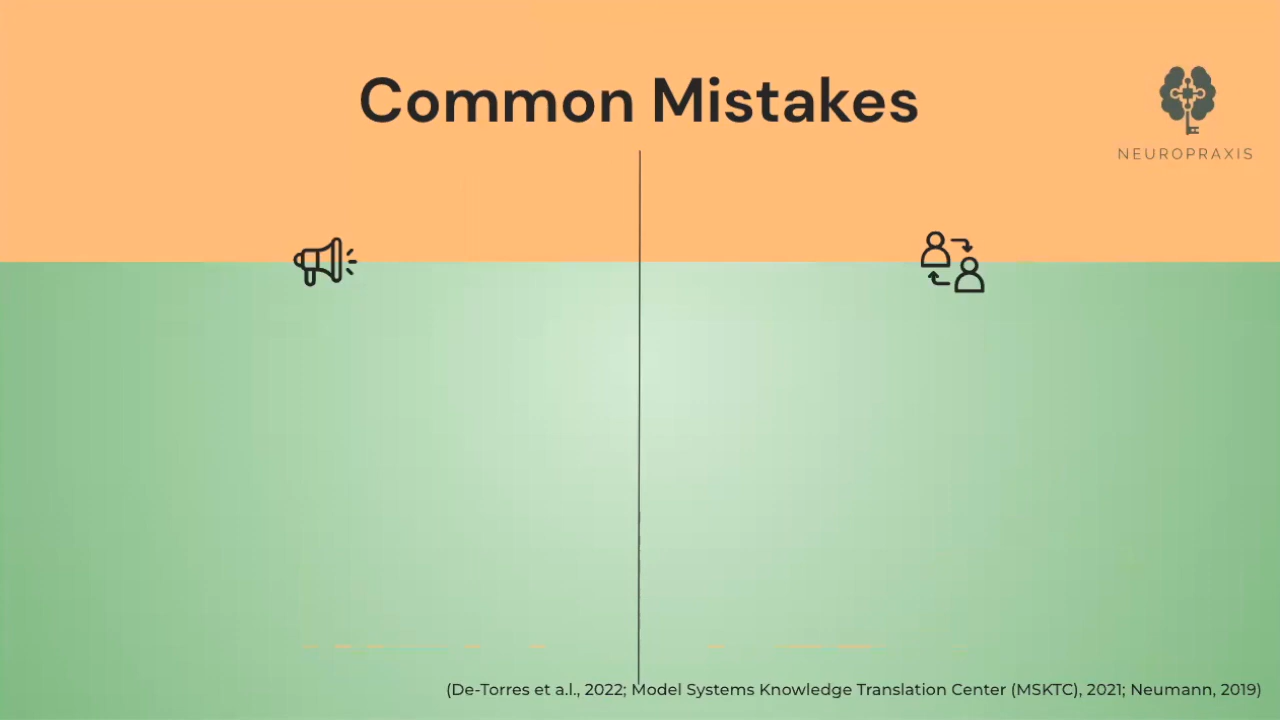 Common Mistakes
NEUROPRAXIS
(De-Torres et a.l., 2022; Model Systems Knowledge Translation Center (MSKTC), 2021; Neumann, 2019)